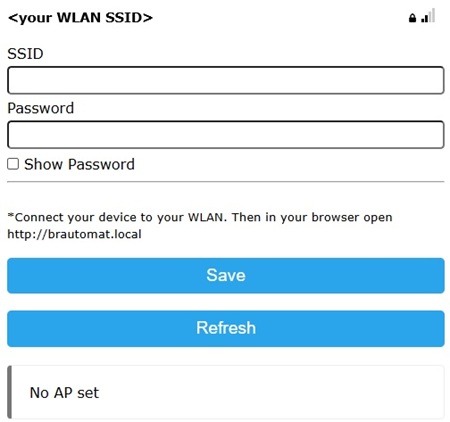 <your WLAN SSID>
SSID
Password
Show Password
*Connect your device to your WLAN. Then in your browser open
http://brautomat.local
Save
Refresh
No AP set